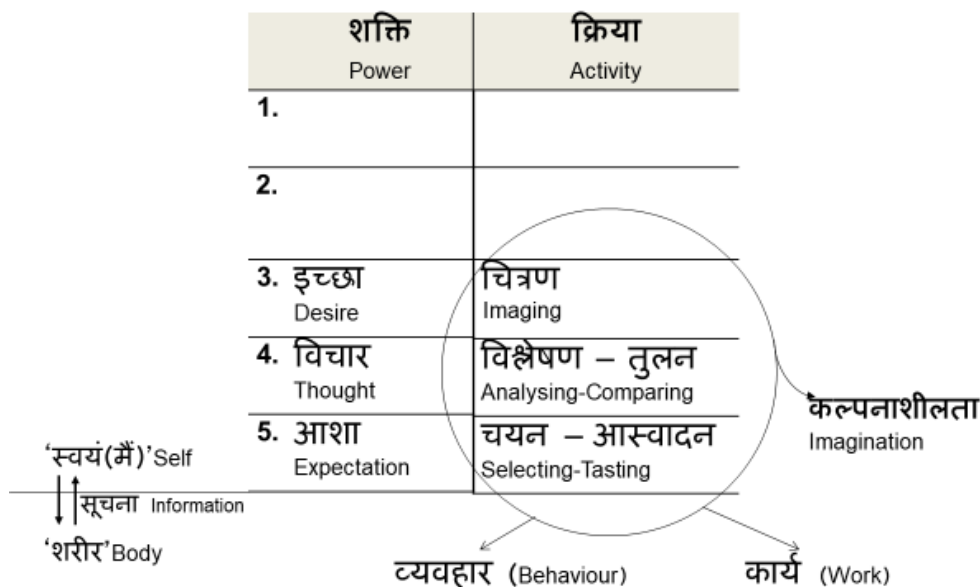 शक्ति क्रिया
Power Activity
1.
2.
3. इच्छा चित्रण
Desire Imaging
4. विचार विश्लेषण – तुलन
Thought Analysing-Comparing
कल्पनाशीलता
Imagination
5. आशा चयन – आस्वादन
Expectation Selecting-Tasting
‘स्वयं(मैं)’Self
सूचना Information
‘शरीर’Body
व्यवहार (Behaviour) कार्य (Work)